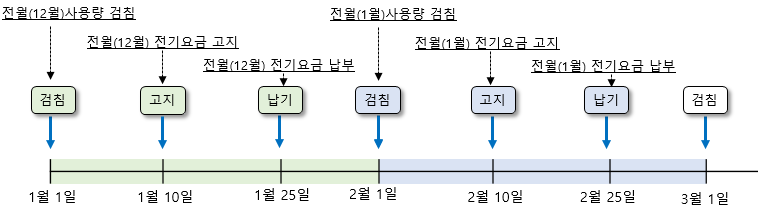 전월(12월)사용량 검침
전월(1월)사용량 검침
전월(12월) 전기요금 고지
전월(1월) 전기요금 고지
전월(12월) 전기요금 납부
전월(1월) 전기요금 납부
검침 고지 납기 검침 고지 납기 검침
1월 1일 1월 10일 1월 25일 2월 1일 2월 10일 2월 25일 3월 1일